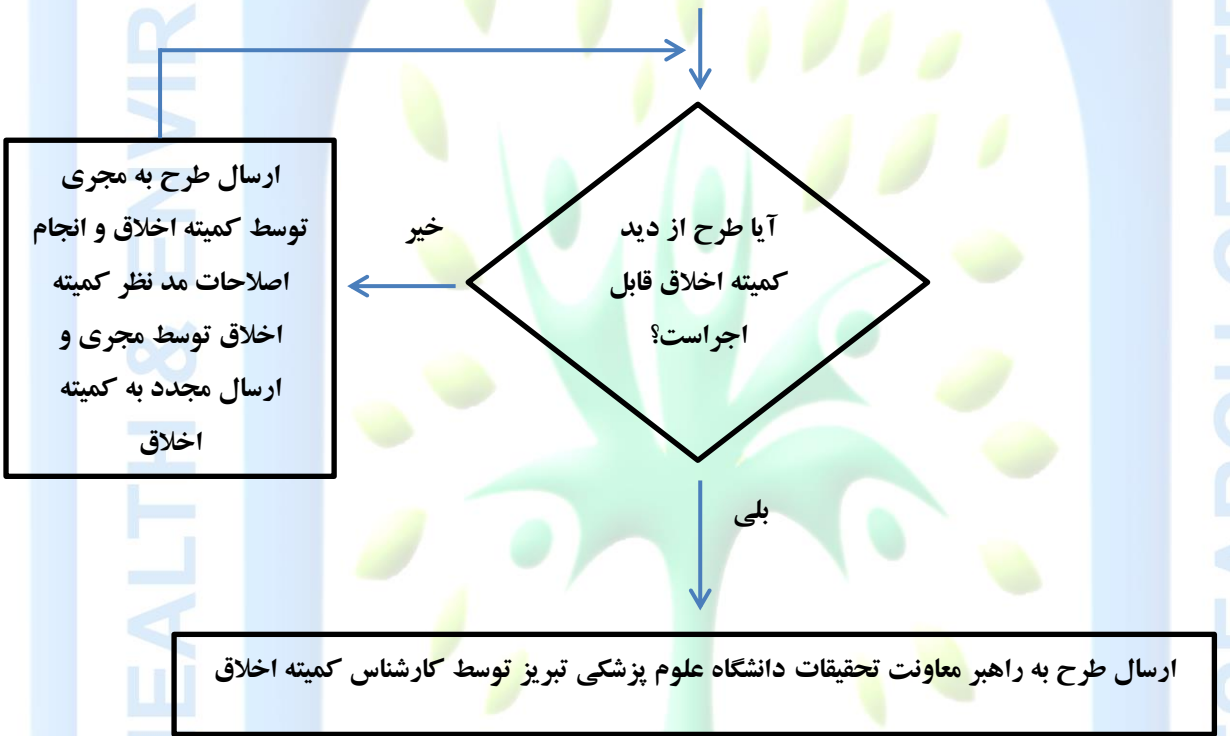 آیا طرح از دید
کمیته اخلاق قابل
اجراست؟
خیر
ارسال طرح به مجری
توسط کمیته اخلاق و انجام
اصلاحات مد نظر کمیته
اخلاق توسط مجری و
ارسال مجدد به کمیته
اخلاق
بلی
ارسال طرح به راهبر معاونت تحقیقات دانشگاه علوم پزشکی تبریز توسط کارشناس کمیته اخلاق
HEALTH & ENVIR